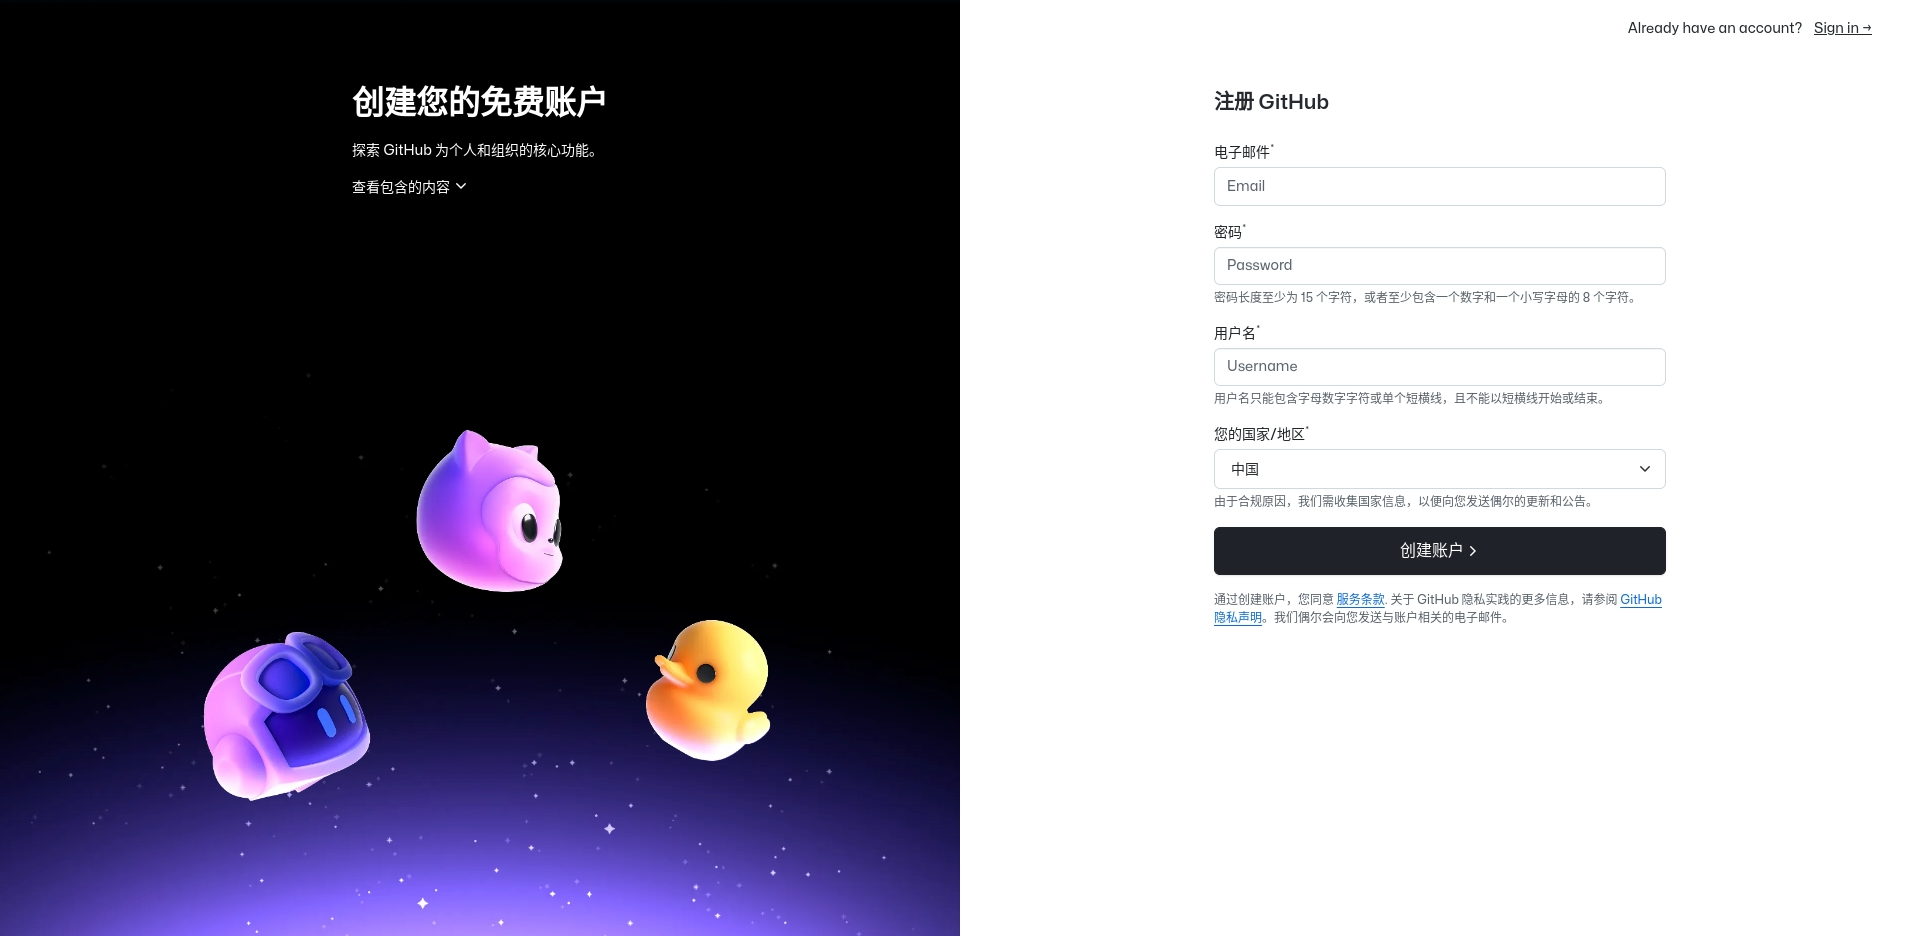 Already have an account? Sign in →
创建您的免费账户
探索 GitHub 为个人和组织的核心功能。
查看包含的内容
注册 GitHub
电子邮件*
Email
密码*
Password
密码长度至少为 15 个字符，或者至少包含一个数字和一个小写字母的 8 个字符。
用户名*
Username
用户名只能包含字母数字字符或单个短横线，且不能以短横线开始或结束。
您的国家/地区*
中国
由于合规原因，我们需收集国家信息，以便向您发送偶尔的更新和公告。
创建账户
通过创建账户，您同意 服务条款. 关于 GitHub 隐私实践的更多信息，请参阅 GitHub
隐私声明。我们偶尔会向您发送与账户相关的电子邮件。